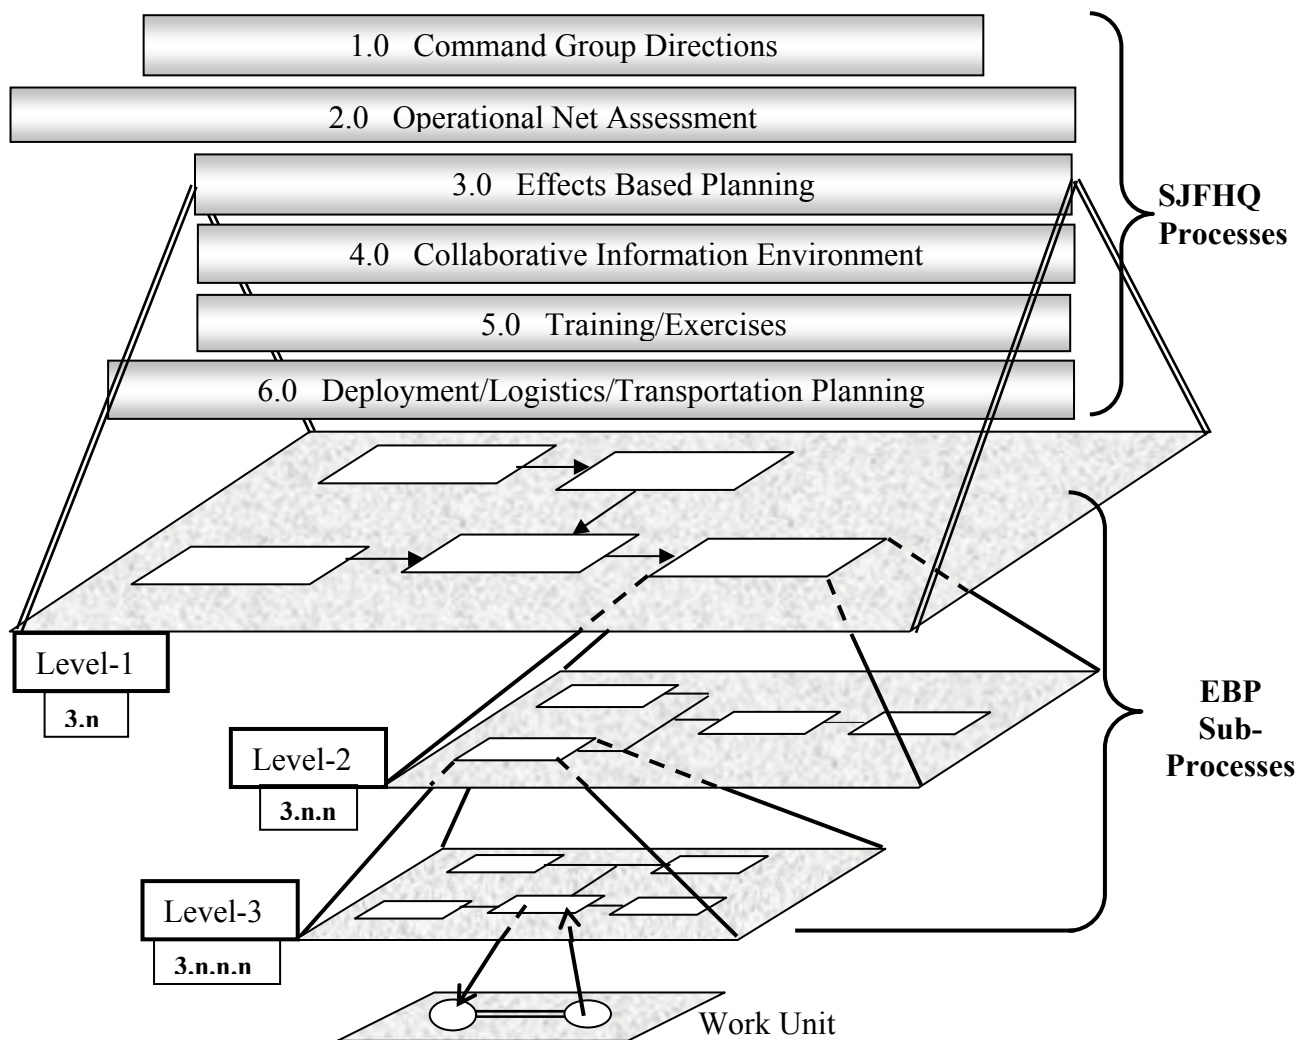 1.0 Command Group Directions
2.0 Operational Net Assessment
3.0 Effects Based Planning
SJFHQ
Processes
4.0 Collaborative Information Environment
5.0 Training/Exercises
6.0 Deployment/Logistics/Transportation Planning
Level-1
3.n
EBP
Sub-
Processes
Level-2
3.n.n
Level-3
3.n.n.n
Work Unit